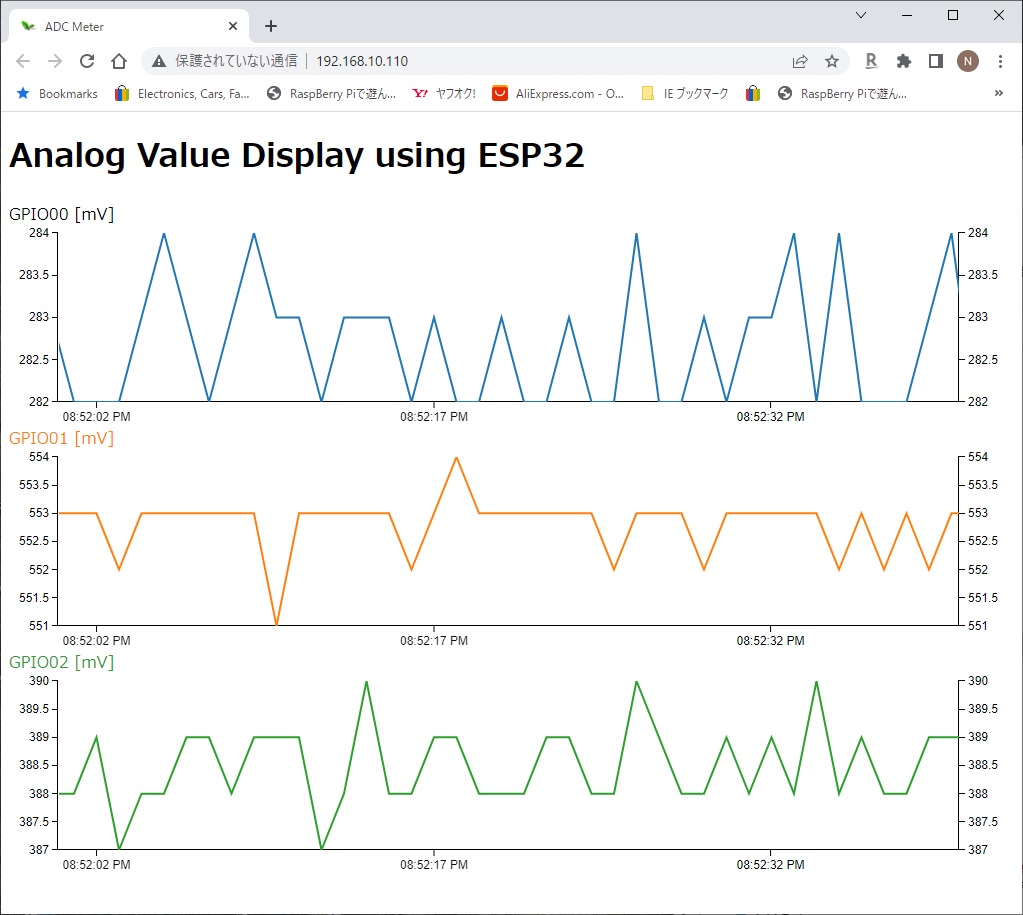 ADC Meter
保護されていない通信 192.168.10.110
R N
Bookmarks Electronics, Cars, Fa... RaspBerry Piで遊ん... Y! ヤフオク! AliExpress.com - O... IE ブックマーク RaspBerry Piで遊ん... »
Analog Value Display using ESP32
GPIO00 [mV]
284 284
283.5 283.5
283 283
282.5 282.5
282 282
08:52:02 PM 08:52:17 PM 08:52:32 PM
GPIO01 [mV]
554 554
553.5 553.5
553 553
552.5 552.5
552 552
551.5 551.5
551 551
08:52:02 PM 08:52:17 PM 08:52:32 PM
GPIO02 [mV]
390 390
389.5 389.5
389 389
388.5 388.5
388 388
387.5 387.5
387 387
08:52:02 PM 08:52:17 PM 08:52:32 PM